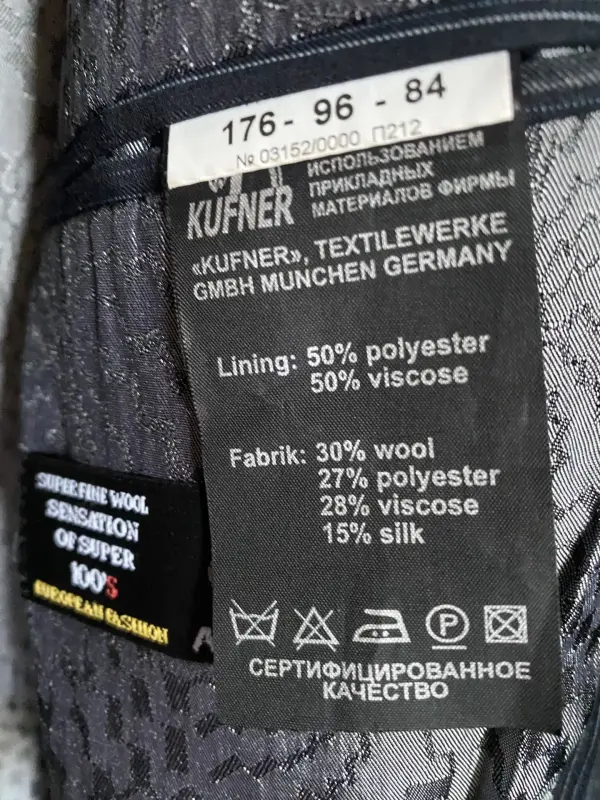 176 - 96 - 84
№ 03152/0000 П212
ИСПОЛЬЗОВАНИЕМ
ПРИКЛАДНЫХ
МАТЕРИАЛОВ ФИРМЫ
KUFNER
«KUFNER», TEXTILEWERKE
GMBH MUNCHEN GERMANY
Lining: 50% polyester
50% viscose
Fabrik: 30% wool
27% polyester
28% viscose
15% silk
P
СЕРТИФИЦИРОВАННОЕ
КАЧЕСТВО
SUPERFINE WOOL
SENSATION
OF SUPER
100'S
EUROPEAN FASHION